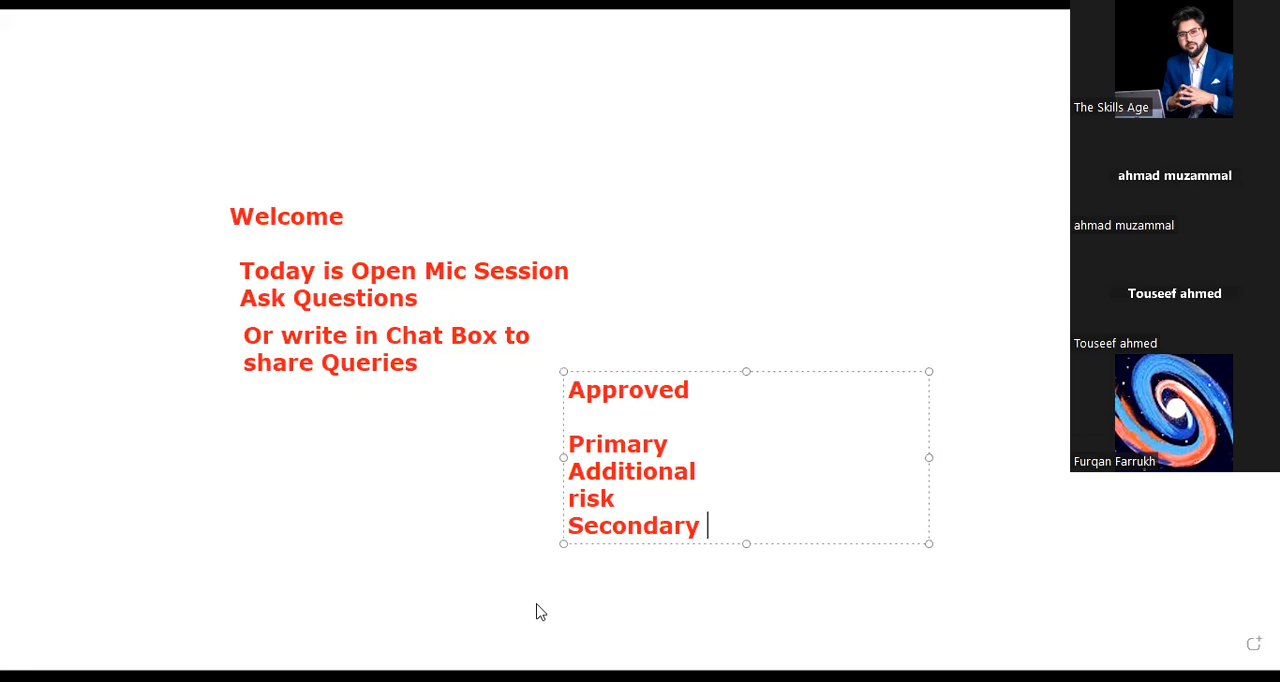 Welcome
Today is Open Mic Session
Ask Questions
Or write in Chat Box to
share Queries
Approved
Primary
Additional
risk
Secondary
The Skills Age
ahmad muzammal
ahmad muzammal
Touseef ahmed
Touseef ahmed
Furqan Farrukh